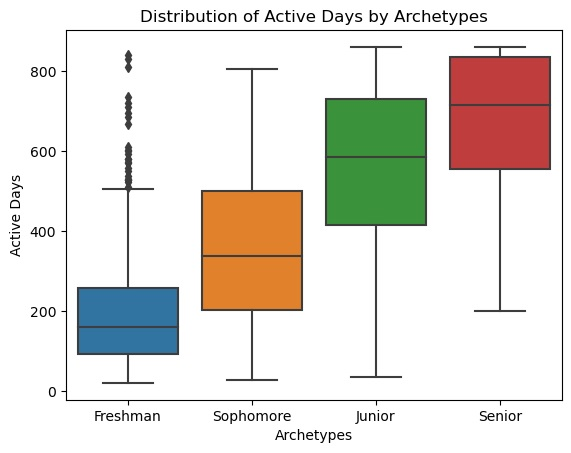 Distribution of Active Days by Archetypes
800
600
400
200
0
Active Days
Freshman
Sophomore
Junior
Senior
Archetypes